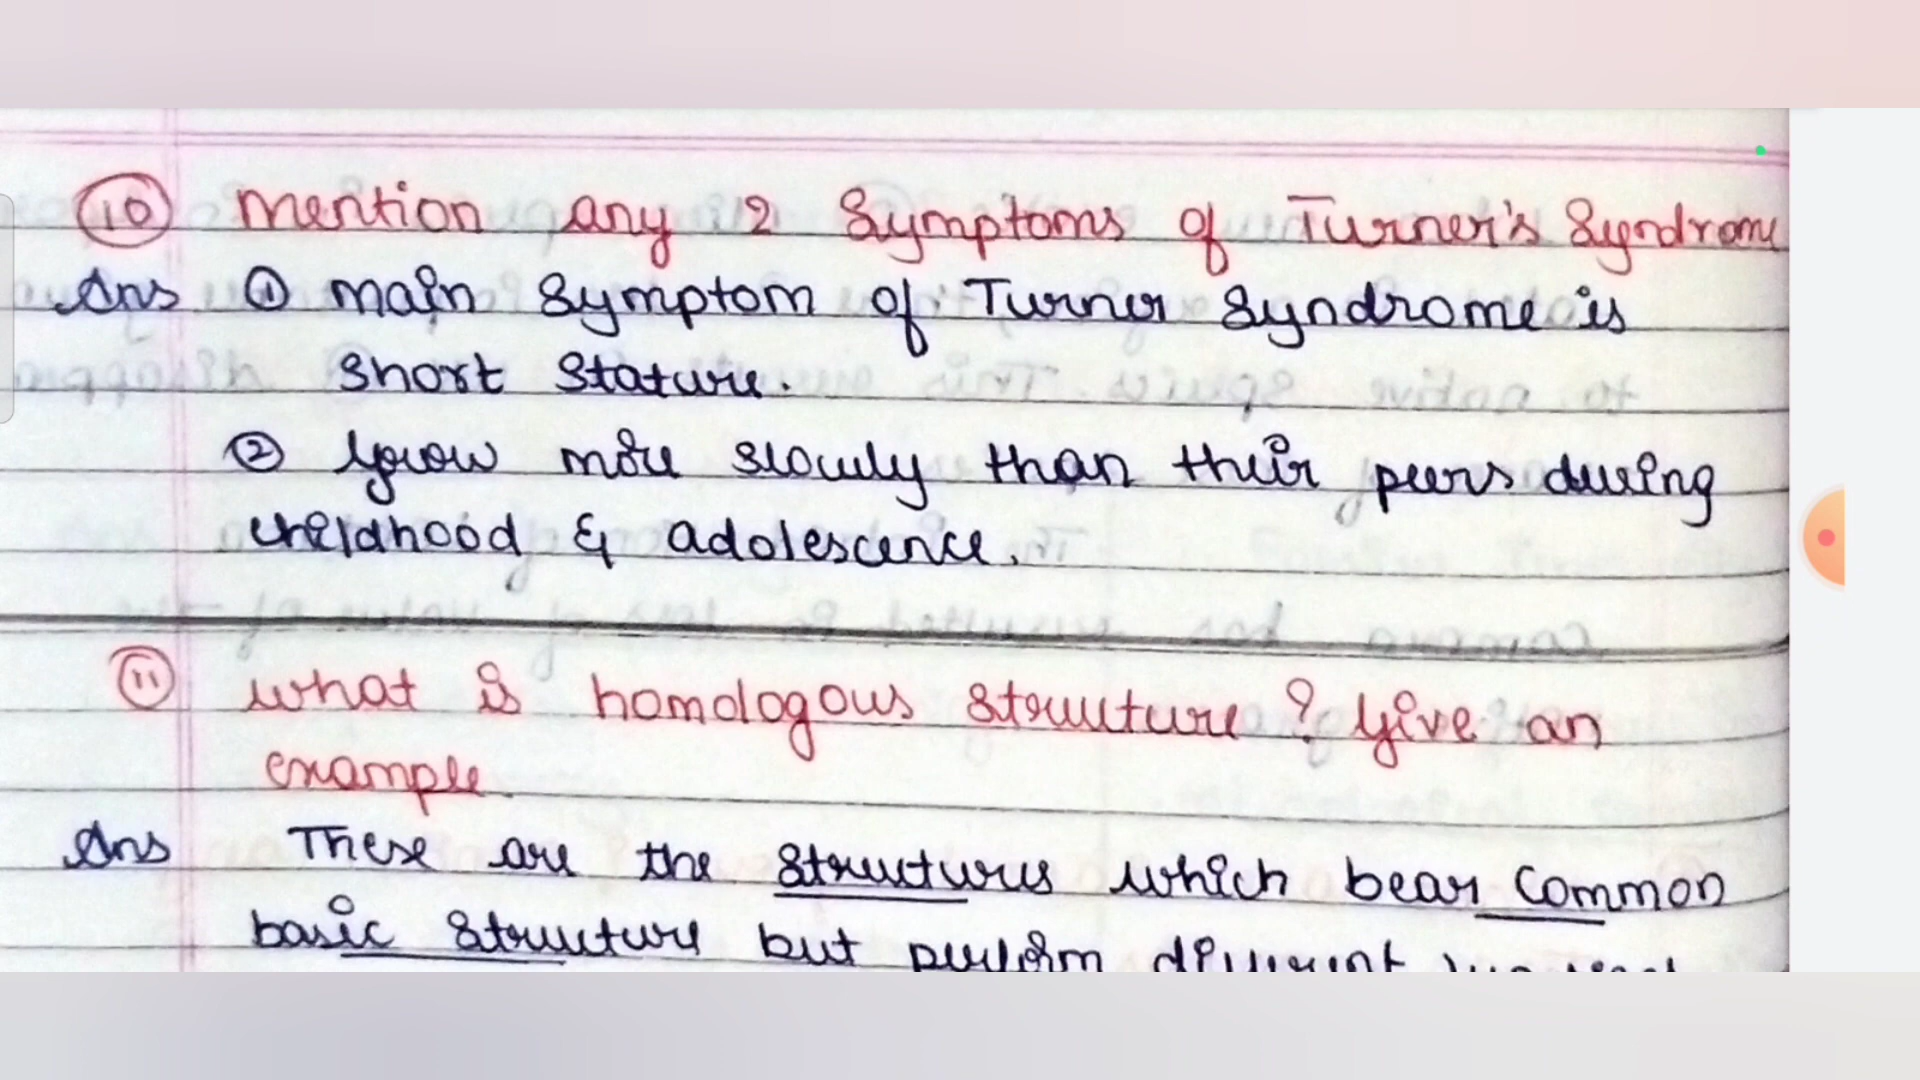 10 Mention any 2 Symptoms of Turner's Syndrome
Ans ① main Symptom of Turner Syndrome is
Short Stature.
② Grow more slowly than their peers during
childhood & adolescence.
11 what is homologous structure? Give an
example.
Ans These are the structures which bear common
basic structure but perform different